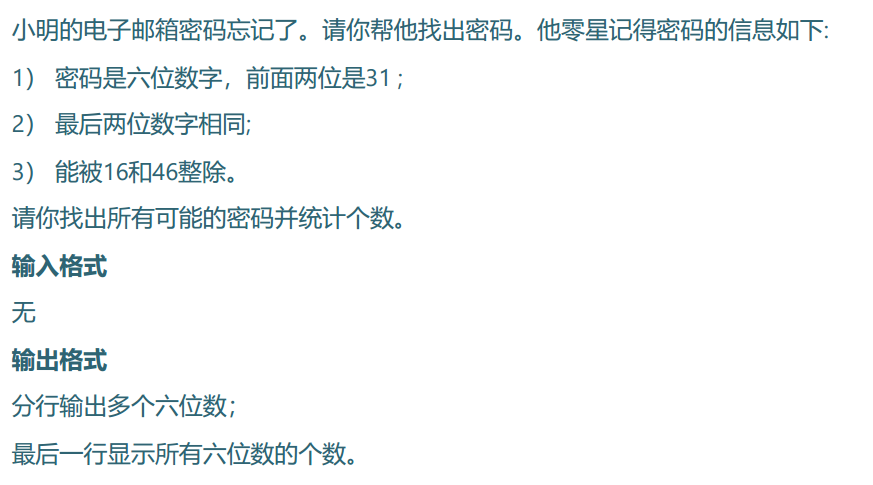 小明的电子邮箱密码忘记了。请你帮他找出密码。他零星记得密码的信息如下:
1） 密码是六位数字，前面两位是31 ;
2） 最后两位数字相同;
3） 能被16和46整除。
请你找出所有可能的密码并统计个数。
输入格式
无
输出格式
分行输出多个六位数；
最后一行显示所有六位数的个数。